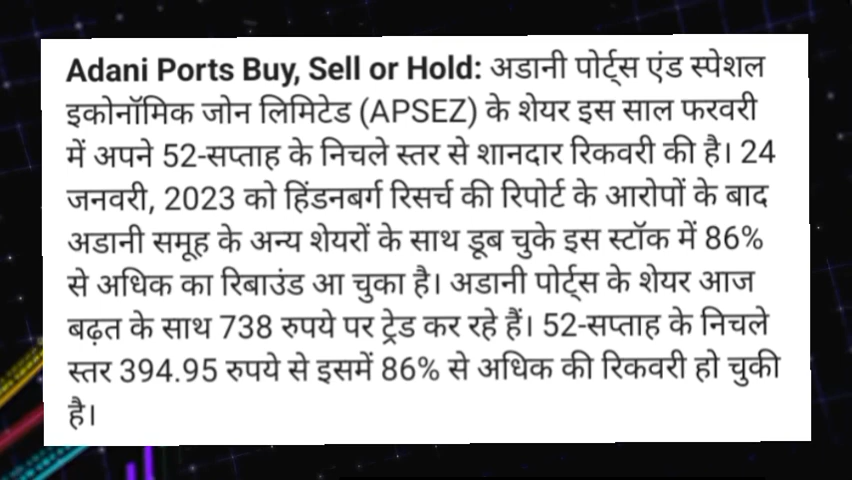 Adani Ports Buy, Sell or Hold: अडानी पोर्ट्स एंड स्पेशल
इकोनॉमिक जोन लिमिटेड (APSEZ) के शेयर इस साल फरवरी
में अपने 52-सप्ताह के निचले स्तर से शानदार रिकवरी की है। 24
जनवरी, 2023 को हिंडनबर्ग रिसर्च की रिपोर्ट के आरोपों के बाद
अडानी समूह के अन्य शेयरों के साथ डूब चुके इस स्टॉक में 86%
से अधिक का रिबाउंड आ चुका है। अडानी पोर्ट्स के शेयर आज
बढ़त के साथ 738 रुपये पर ट्रेड कर रहे हैं। 52-सप्ताह के निचले
स्तर 394.95 रुपये से इसमें 86% से अधिक की रिकवरी हो चुकी
है।